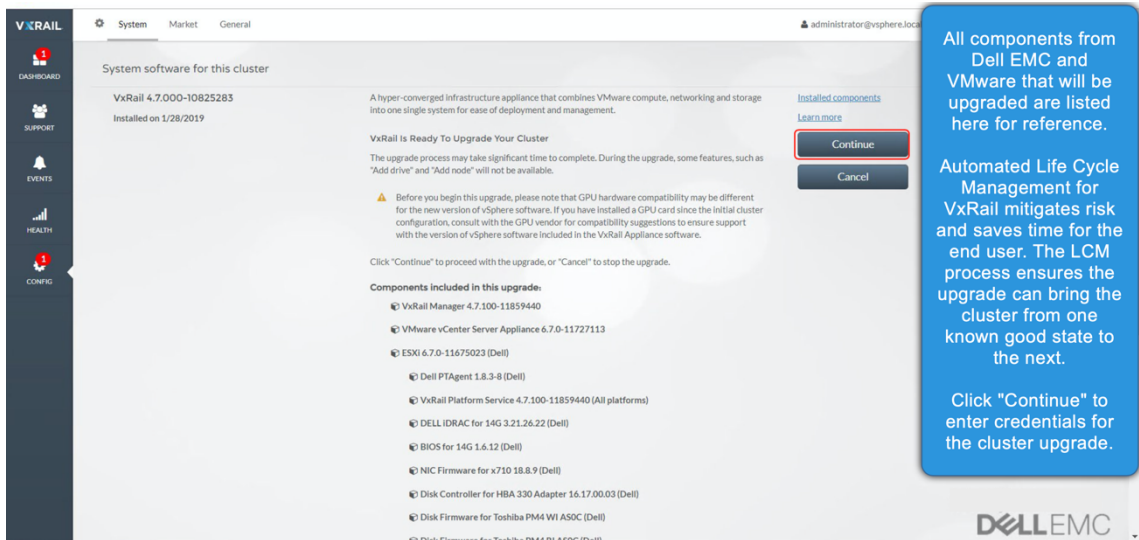 VXRAIL
System Market General
administrator@vsphere.loca
1
DASHBOARD
SUPPORT
EVENTS
HEALTH
1
CONFIG
System software for this cluster
VxRail 4.7.000-10825283
Installed on 1/28/2019
A hyper-converged infrastructure appliance that combines VMware compute, networking and storage
into one single system for ease of deployment and management.
VxRail Is Ready To Upgrade Your Cluster
The upgrade process may take significant time to complete. During the upgrade, some features, such as
"Add drive" and "Add node" will not be available.
Before you begin this upgrade, please note that GPU hardware compatibility may be different
for the new version of vSphere software. If you have installed a GPU card since the initial cluster
configuration, consult with the GPU vendor for compatibility suggestions to ensure support
with the version of vSphere software included in the VxRail Appliance software.
Click "Continue" to proceed with the upgrade, or "Cancel" to stop the upgrade.
Components included in this upgrade:
VxRail Manager 4.7.100-11859440
VMware vCenter Server Appliance 6.7.0-11727113
ESXi 6.7.0-11675023 (Dell)
Dell PTAgent 1.8.3-8 (Dell)
VxRail Platform Service 4.7.100-11859440 (All platforms)
DELL iDRAC for 14G 3.21.26.22 (Dell)
BIOS for 14G 1.6.12 (Dell)
NIC Firmware for x710 18.8.9 (Dell)
Disk Controller for HBA 330 Adapter 16.17.00.03 (Dell)
Disk Firmware for Toshiba PM4 WI AS0C (Dell)
Installed components
Learn more
Continue
Cancel
All components from
Dell EMC and
VMware that will be
upgraded are listed
here for reference.
Automated Life Cycle
Management for
VxRail mitigates risk
and saves time for the
end user. The LCM
process ensures the
upgrade can bring the
cluster from one
known good state to
the next.
Click "Continue" to
enter credentials for
the cluster upgrade.
DELLEMC